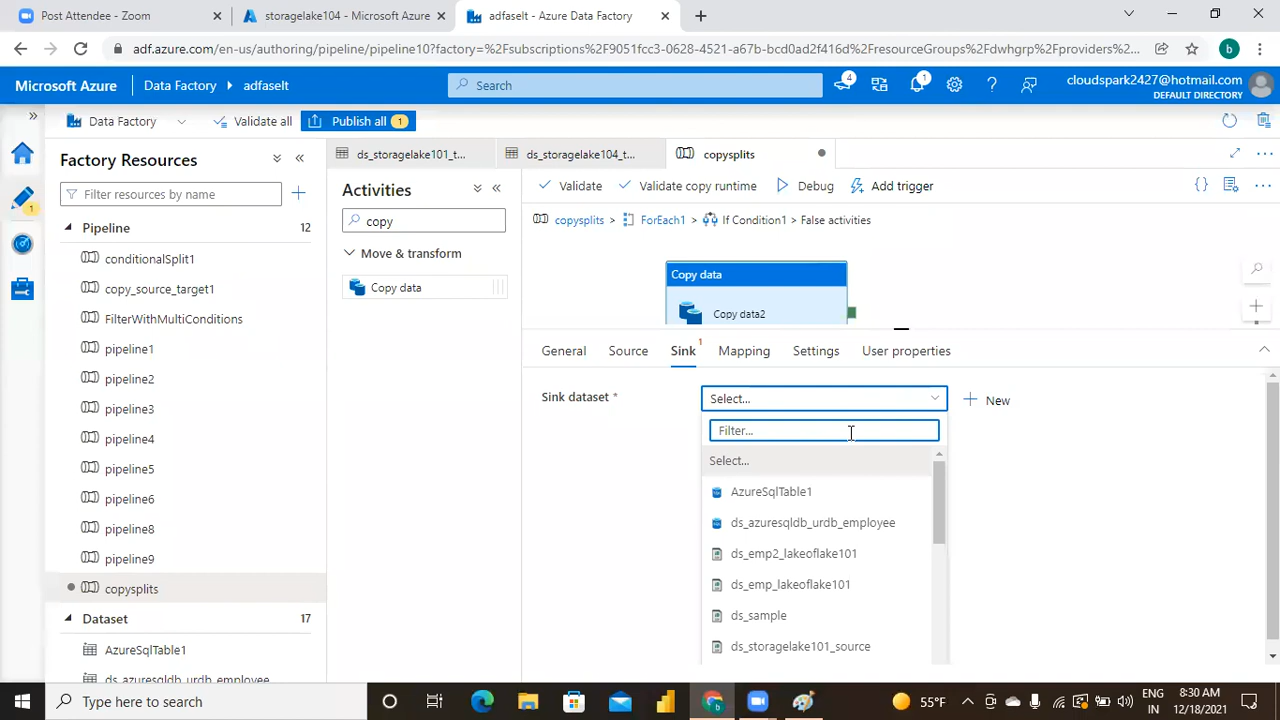 Post Attendee - Zoom
storagelake104 - Microsoft Azure
adfaselt - Azure Data Factory
adf.azure.com/en-us/authoring/pipeline/pipeline10?factory=%2Fsubscriptions%2F9051fcc3-0628-4521-a67b-bcd0ad2f416d%2FresourceGroups%2Fdwhgrp%2Fproviders%2...
b
Microsoft Azure
Data Factory
adfaselt
Search
4
1
cloudspark2427@hotmail.com
DEFAULT DIRECTORY
Data Factory
Validate all
Publish all 1
Factory Resources
Filter resources by name
1
Pipeline 12
conditionalSplit1
copy_source_target1
FilterWithMultiConditions
pipeline1
pipeline2
pipeline3
pipeline4
pipeline5
pipeline6
pipeline8
pipeline9
copysplits
Dataset 17
AzureSqlTable1
ds_azuresqldb_urdb_employee
ds_storagelake101_t...
ds_storagelake104_t...
copysplits
Activities
copy
Move & transform
Copy data
Validate
Validate copy runtime
Debug
Add trigger
copysplits > ForEach1 > If Condition1 > False activities
Copy data
Copy data2
General
Source
Sink 1
Mapping
Settings
User properties
Sink dataset *
Select...
New
Filter...
Select...
AzureSqlTable1
ds_azuresqldb_urdb_employee
ds_emp2_lakeoflake101
ds_emp_lakeoflake101
ds_sample
ds_storagelake101_source
Type here to search
b
55°F
ENG
IN
8:30 AM
12/18/2021